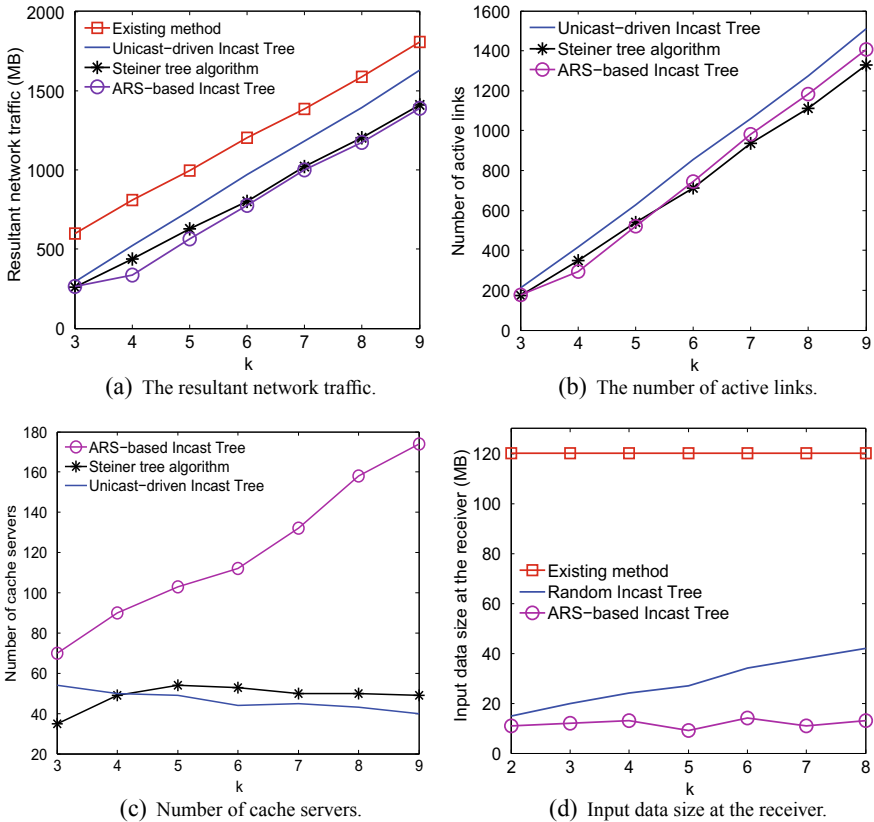 2000
1500
1000
500
0
Resultant network traffic (MB)
Existing method
Unicast-driven Incast Tree
Steiner tree algorithm
ARS-based Incast Tree
3 4 5 6 7 8 9
k
(a) The resultant network traffic.
1600
1400
1200
1000
800
600
400
200
0
Number of active links
Unicast-driven Incast Tree
Steiner tree algorithm
ARS-based Incast Tree
3 4 5 6 7 8 9
k
(b) The number of active links.
180
160
140
120
100
80
60
40
20
Number of cache servers
ARS-based Incast Tree
Steiner tree algorithm
Unicast-driven Incast Tree
3 4 5 6 7 8 9
k
(c) Number of cache servers.
120
100
80
60
40
20
0
Input data size at the receiver (MB)
Existing method
Random Incast Tree
ARS-based Incast Tree
2 3 4 5 6 7 8
k
(d) Input data size at the receiver.